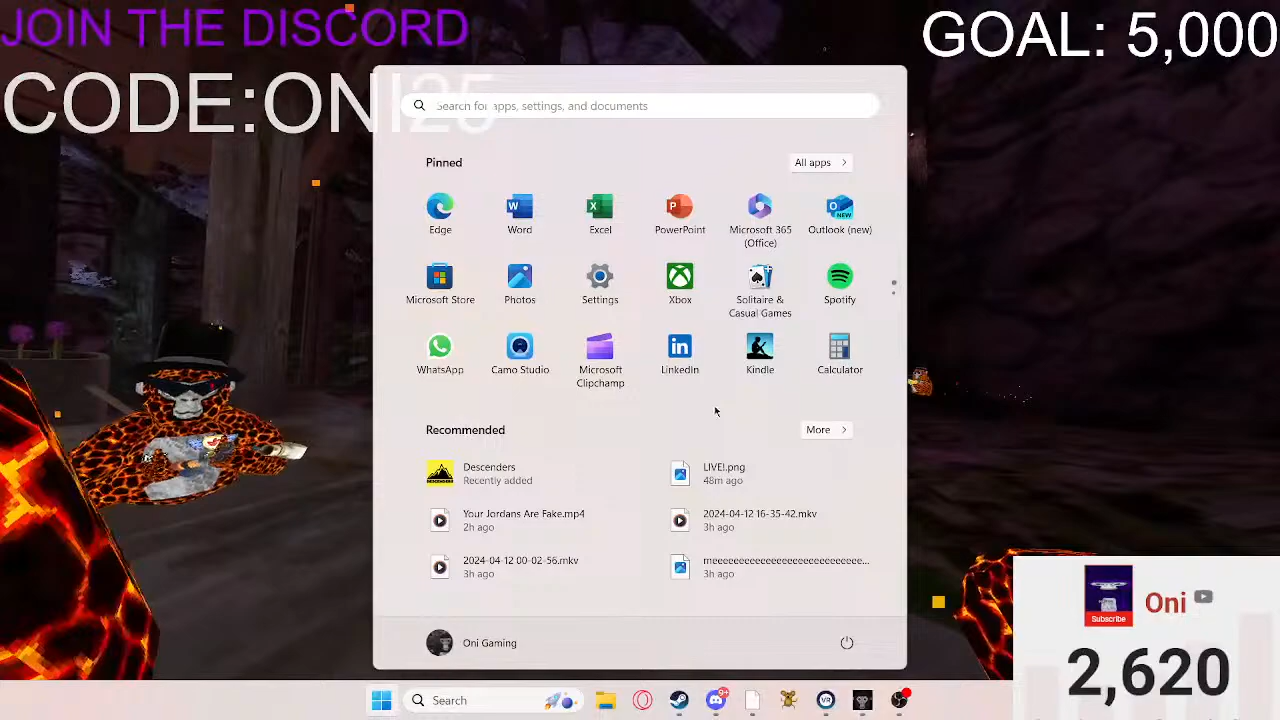 JOIN THE DISCORD
GOAL: 5,000
CODE:ONI25
Search for apps, settings, and documents
Pinned
All apps
Edge
Word
Excel
PowerPoint
Microsoft 365 (Office)
Outlook (new)
Microsoft Store
Photos
Settings
Xbox
Solitaire & Casual Games
Spotify
WhatsApp
Camo Studio
Microsoft Clipchamp
LinkedIn
Kindle
Calculator
Recommended
More
Descenders
Recently added
LIVE!.png
48m ago
Your Jordans Are Fake.mp4
2h ago
2024-04-12 16-35-42.mkv
3h ago
2024-04-12 00-02-56.mkv
3h ago
meeeeeeeeeeeeeeeeeeeeeeeeeee...
3h ago
Oni Gaming
Subscribe
Oni
2,620
Search
9+